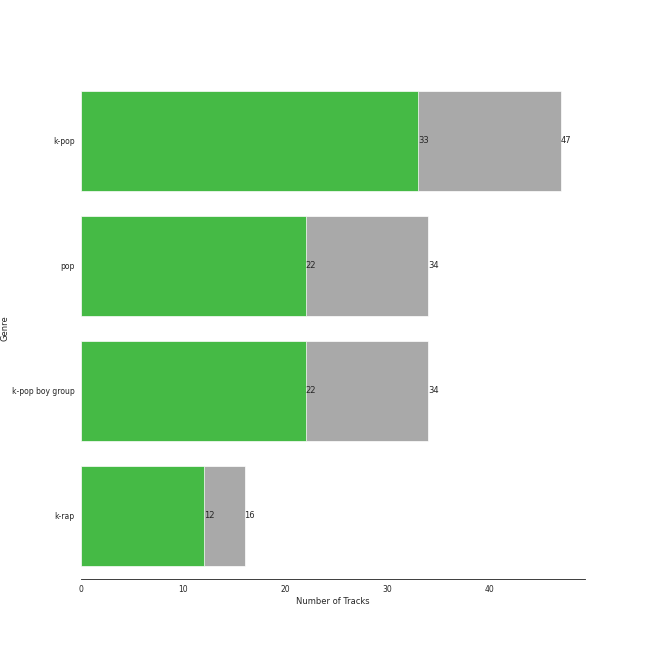 k-pop 33 47
pop 22 34
k-pop boy group 22 34
k-rap 12 16
Genre
0 10 20 30 40
Number of Tracks